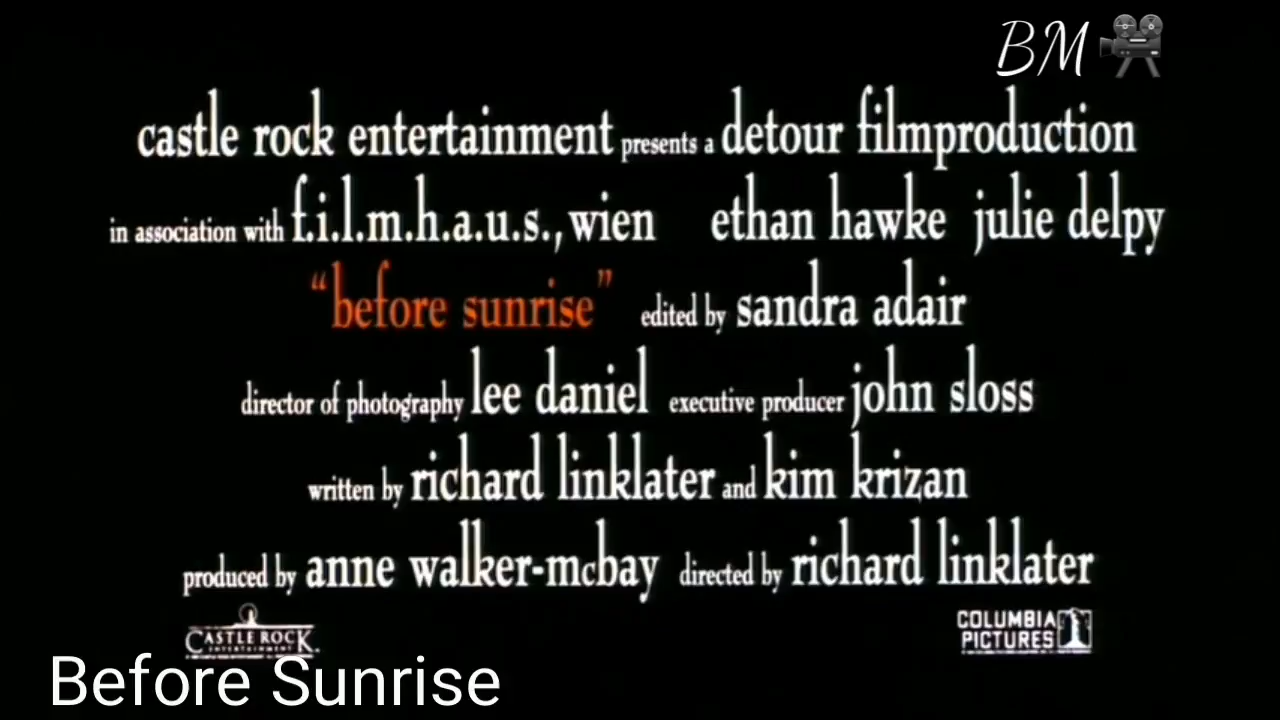 BM
castle rock entertainment presents a detour filmproduction
in association with f.i.l.m.h.a.u.s., wien ethan hawke julie delpy
“before sunrise” edited by sandra adair
director of photography lee daniel executive producer john sloss
written by richard linklater and kim krizan
produced by anne walker-mcbay directed by richard linklater
CASTLE ROCK
ENTERTAINMENT
COLUMBIA
PICTURES
Before Sunrise